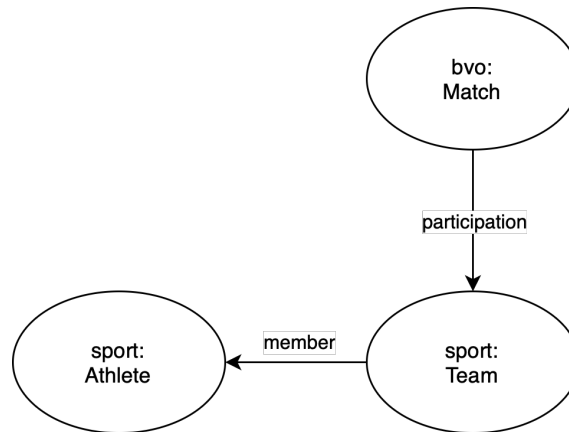 bvo:
Match
participation
member
sport:
Athlete
sport:
Team